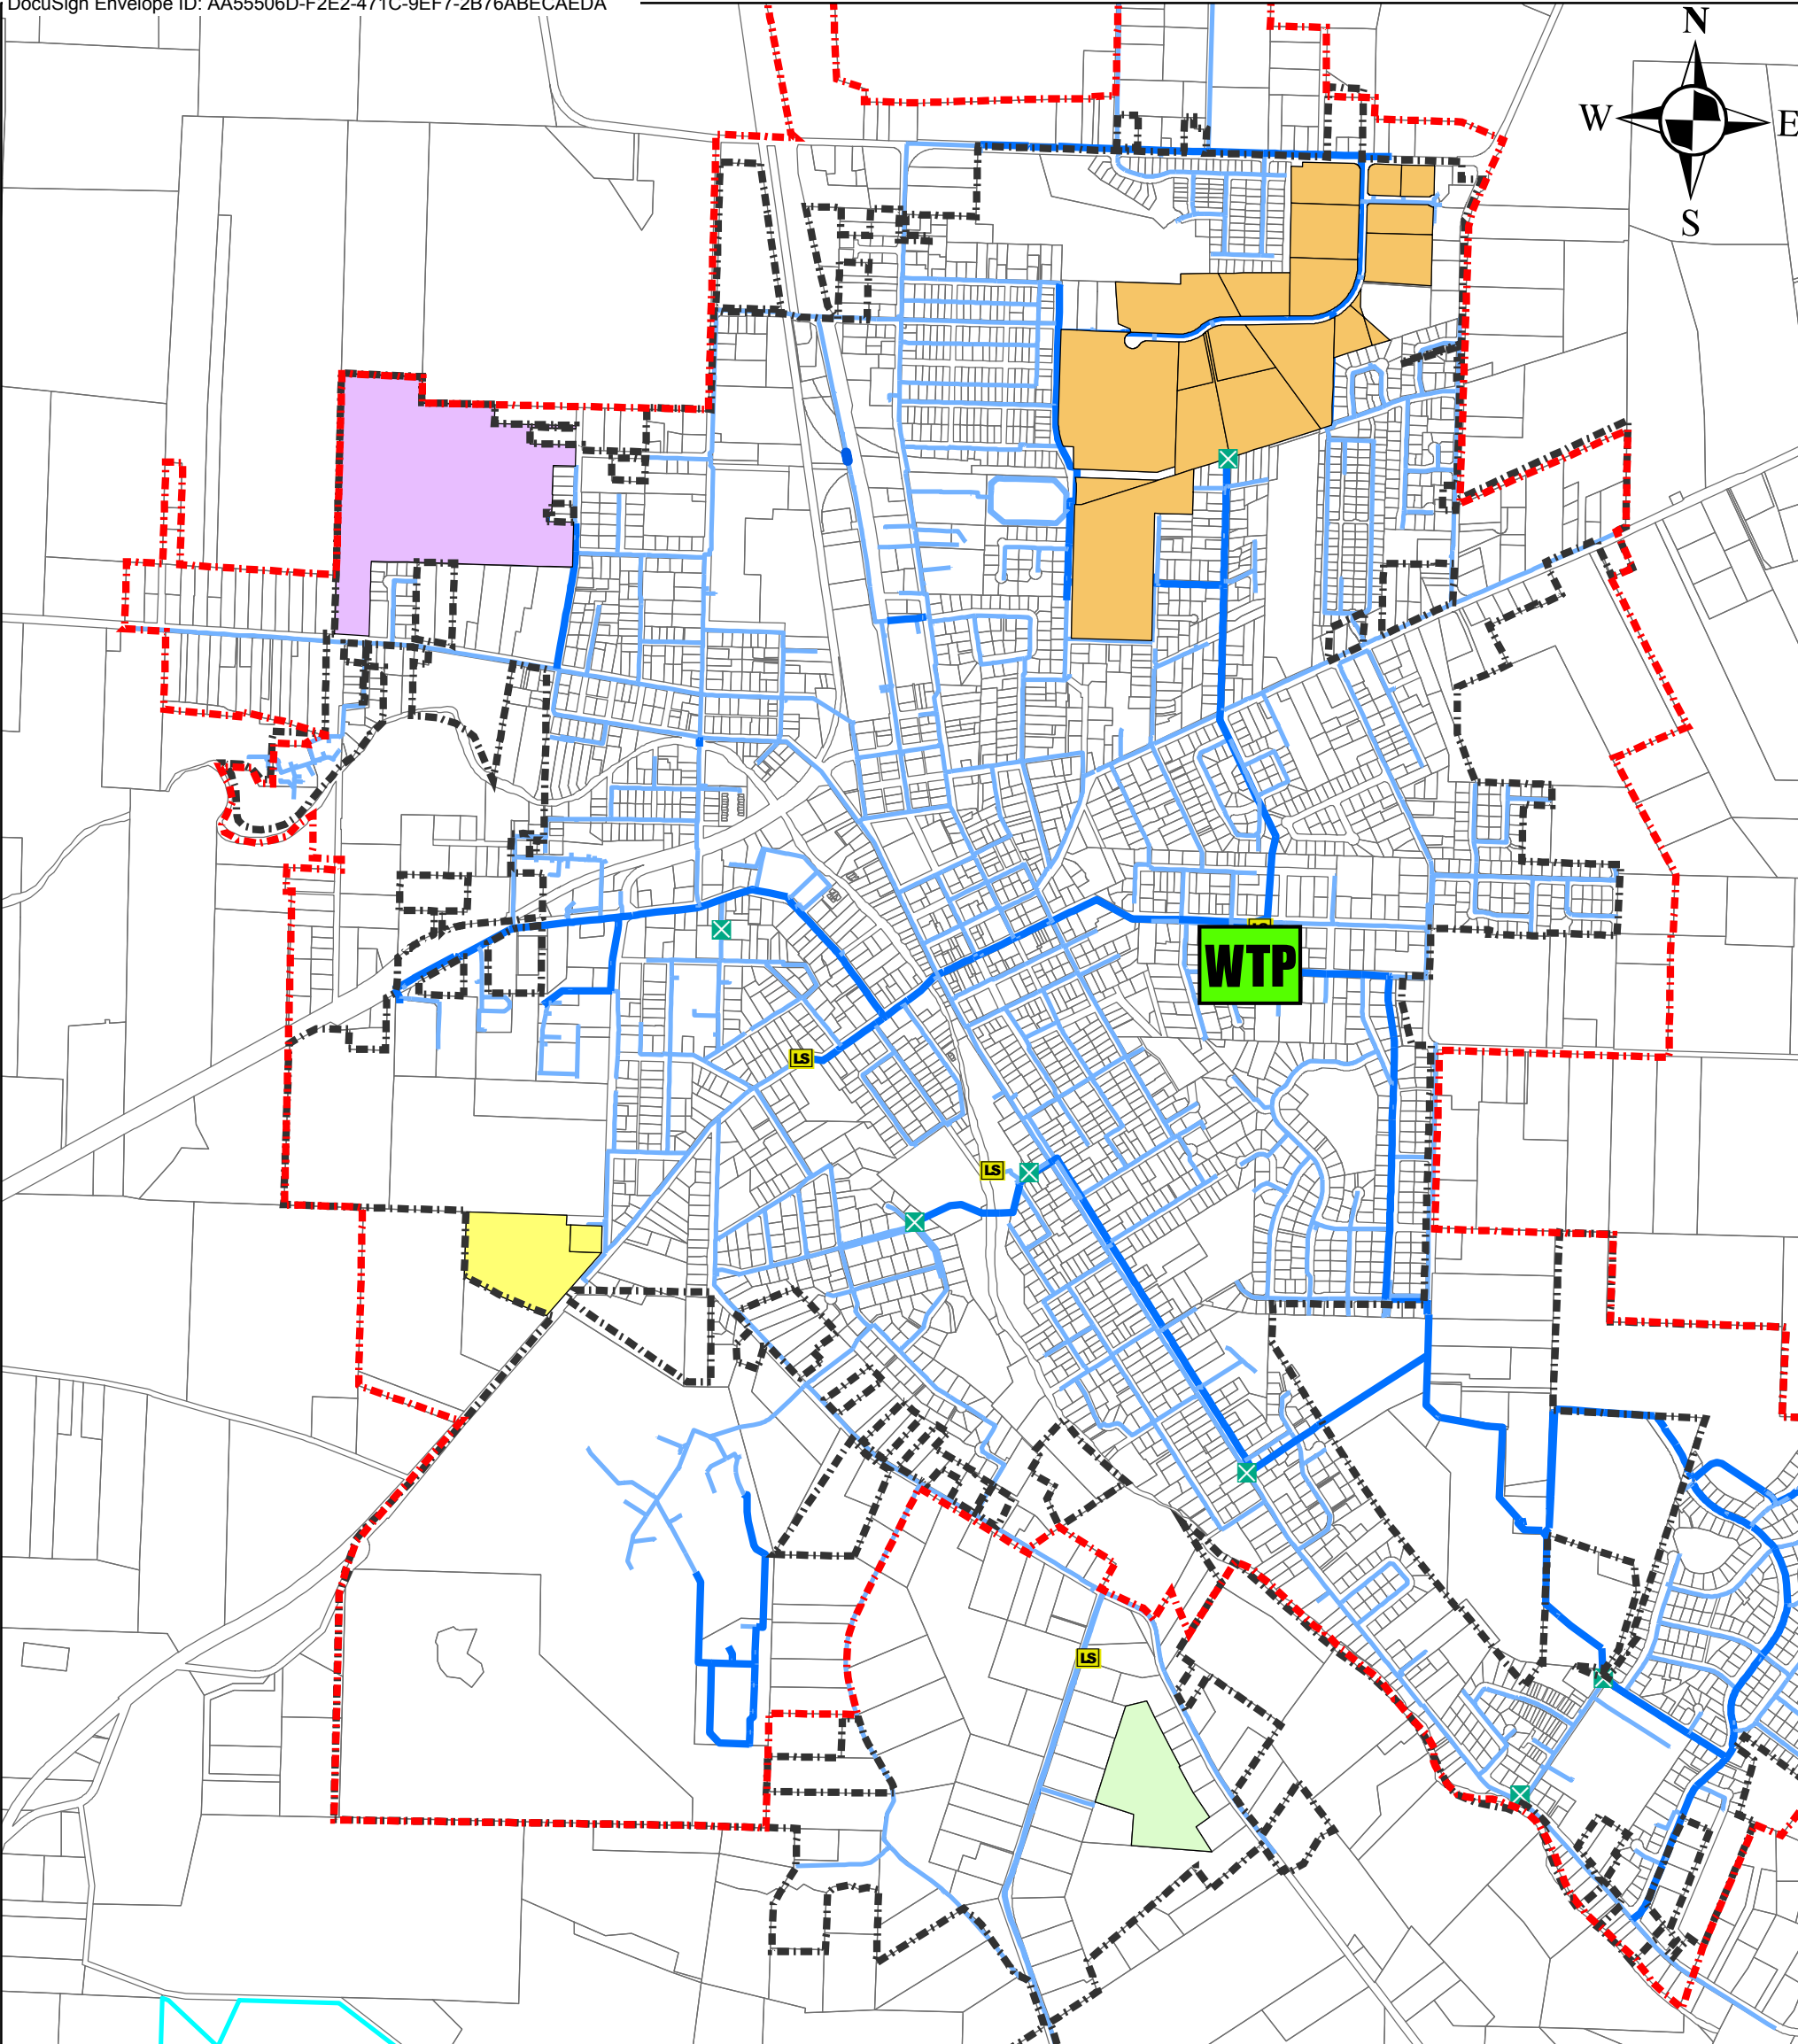 DocuSign Envelope ID: AA55506D-F2E2-471C-9EF7-2B76ABECAEDA
N
W E
S
WTP
LS
LS
LS